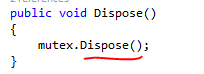 public void Dispose()
{
mutex.Dispose();
}